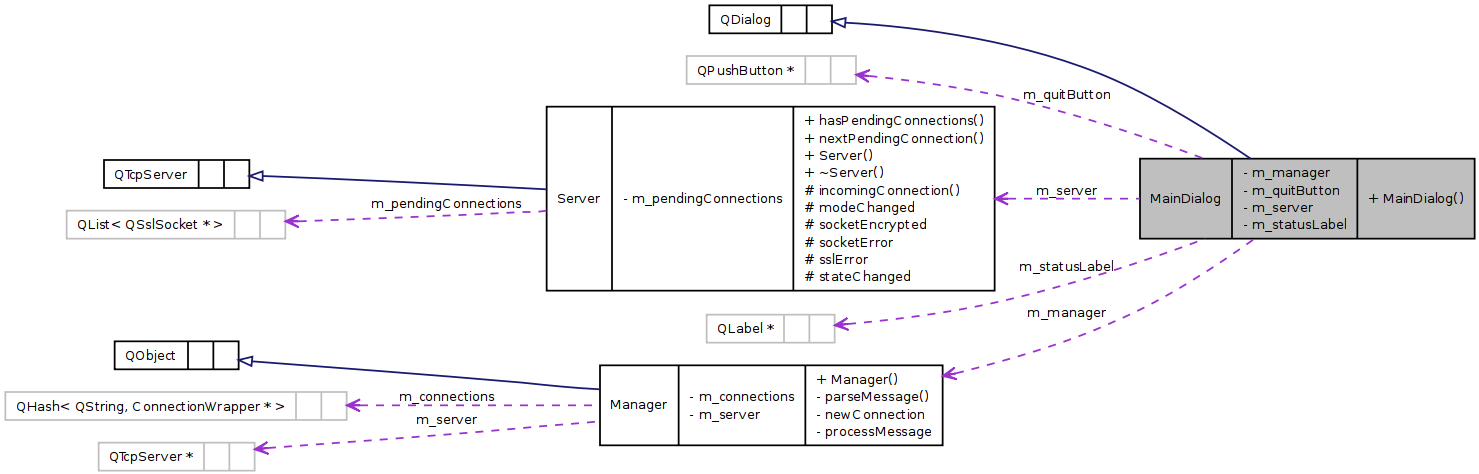 QDialog
QPushButton *
m_quitButton
+ hasPendingConnections()
+ nextPendingConnection()
+ Server()
+ ~Server()
# incomingConnection()
# modeChanged
# socketEncrypted
# socketError
# sslError
# stateChanged
Server
- m_pendingConnections
QTcpServer
m_pendingConnections
QList< QSslSocket * >
m_server
MainDialog
- m_manager
- m_quitButton
- m_server
- m_statusLabel
+ MainDialog()
m_statusLabel
QLabel *
m_manager
QObject
Manager
- m_connections
- m_server
+ Manager()
- parseMessage()
- newConnection
- processMessage
m_connections
QHash< QString, ConnectionWrapper * >
m_server
QTcpServer *